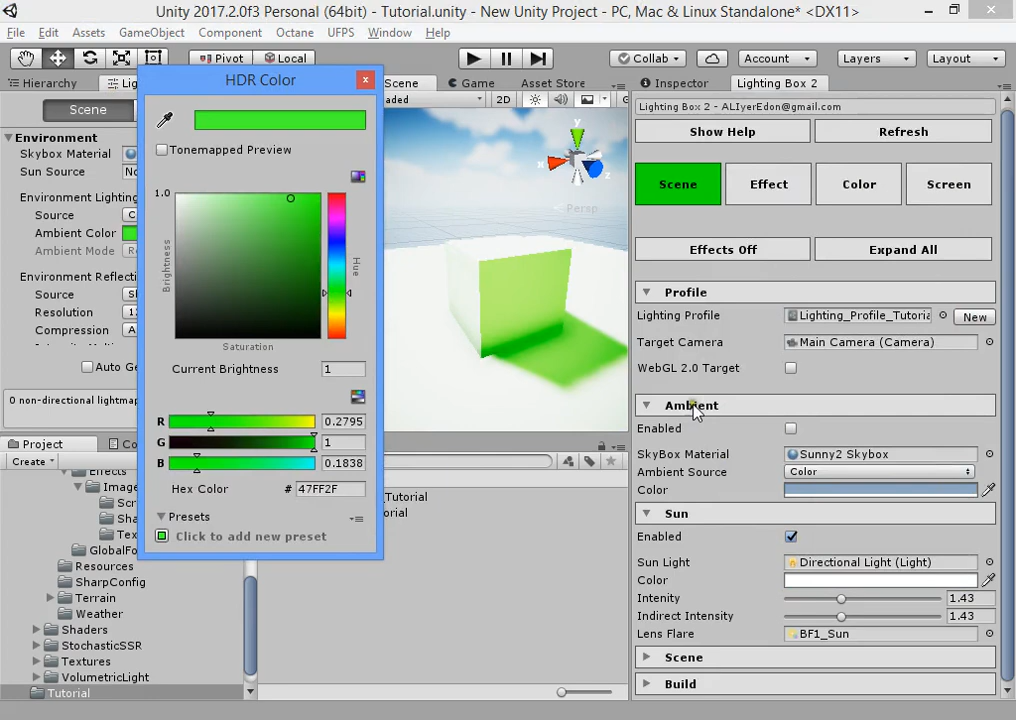 Unity 2017.2.0f3 Personal (64bit) - Tutorial.unity - New Unity Project - PC, Mac & Linux Standalone* <DX11>
File Edit Assets GameObject Component Octane UFPS Window Help
Pivot Local Collab Account Layers Layout
Hierarchy HDR Color Scene Game Asset Store Inspector Lighting Box 2
Scene
2D
Lighting Box 2 - ALIyerEdon@gmail.com
Show Help Refresh
Environment
Skybox Material
Sun Source
Tonemapped Preview
Scene Effect Color Screen
Environment Lighting
Source
Ambient Color
Ambient Mode
1.0
Brightness
Hue
Saturation
y
x
z
Persp
Effects Off Expand All
Environment Reflec
Source
Resolution
Compression
Auto Ge
0 non-directional lightmap
Profile
Lighting Profile Lighting_Profile_Tutoria New
Target Camera Main Camera (Camera)
WebGL 2.0 Target
Current Brightness 1
R 0.2795
G 1
B 0.1838
Hex Color # 47FF2F
Presets
Click to add new preset
Ambient
Enabled
SkyBox Material Sunny2 Skybox
Ambient Source Color
Color
Sun
Enabled
Sun Light Directional Light (Light)
Color
Intenity 1.43
Indirect Intensity 1.43
Lens Flare BF1_Sun
Scene
Build
Project
Create
Effects
GlobalFo
Resources
SharpConfig
Terrain
Weather
Shaders
StochasticSSR
Textures
VolumetricLight
Tutorial
_Tutorial
orial